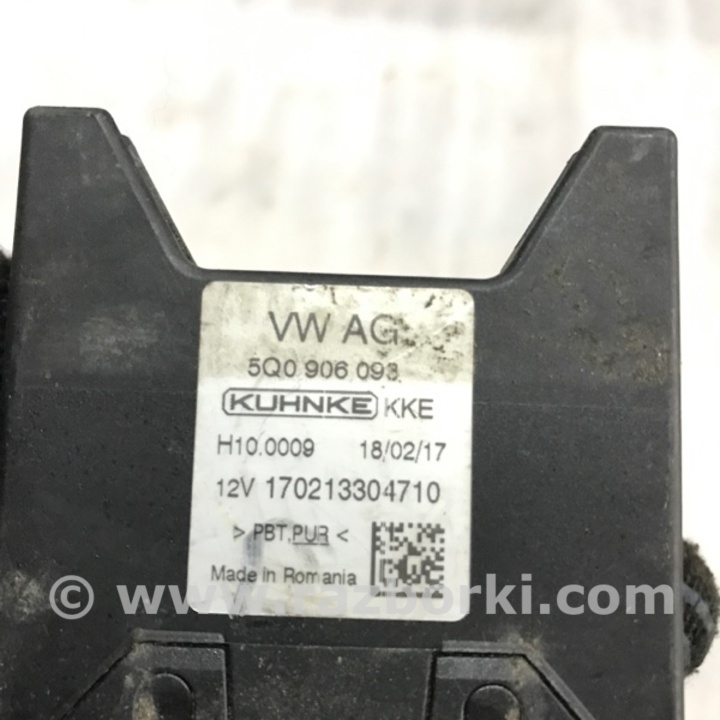 VW AG
5Q0 906 093
KUHNKE KKE
H10.0009 18/02/17
12V 170213304710
> PBT,PUR <
Made in Romania
© www.razborki.com